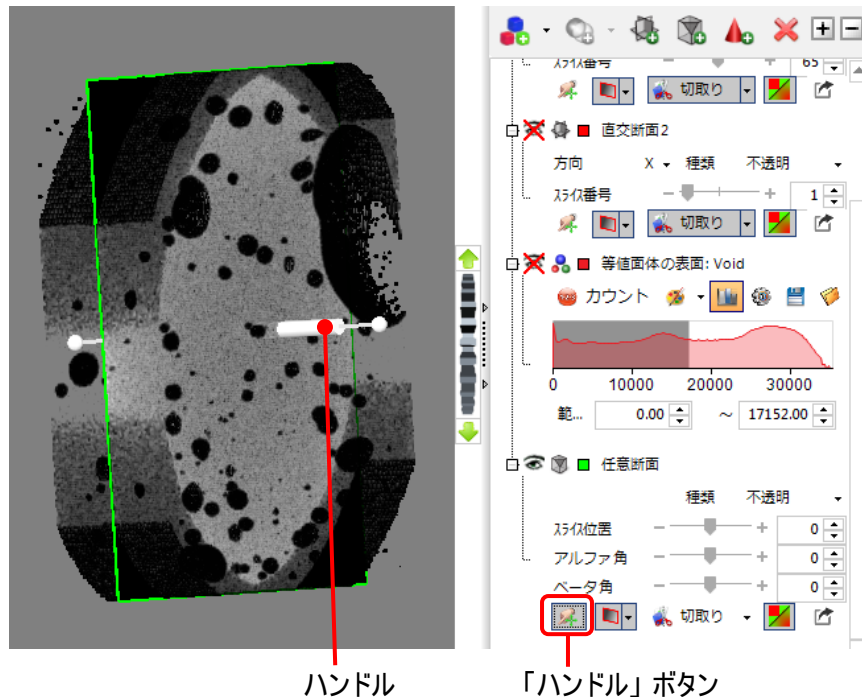 スライス番号 65
切取り
直交断面2
方向 X 種類 不透明
スライス番号 1
切取り
等値面体の表面: Void
カウント
0 10000 20000 30000
範... 0.00 ～ 17152.00
任意断面
種類 不透明
スライス位置 0
アルファ角 0
ベータ角 0
切取り
ハンドル 「ハンドル」ボタン